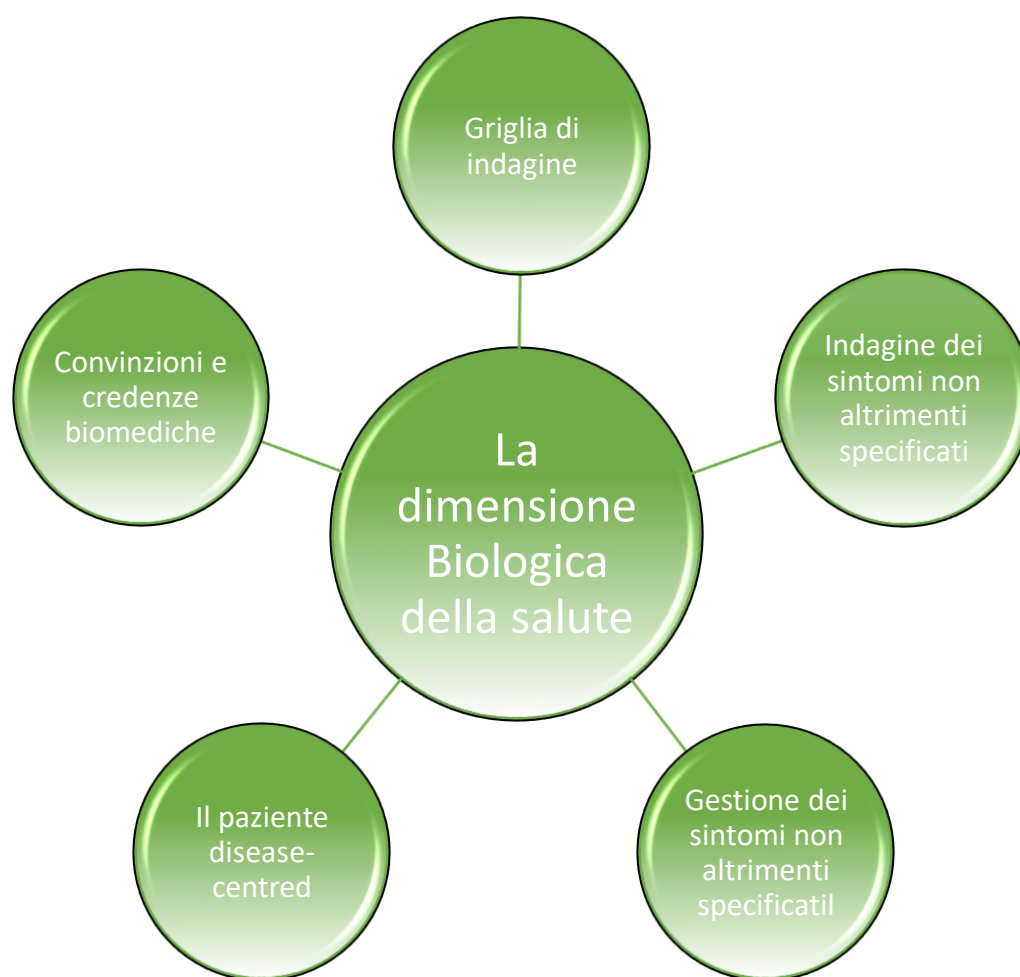 Griglia di
indagine
Convinzioni e
credenze
biomediche
Indagine dei
sintomi non
altrimenti
specificati
La
dimensione
Biologica
della salute
Il paziente
disease-
centred
Gestione dei
sintomi non
altrimenti
specificatil